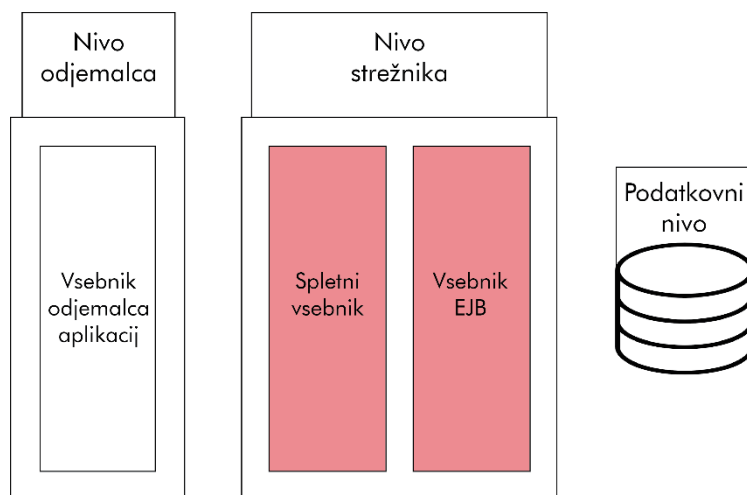 Nivo
odjemalca
Nivo
strežnika
Vsebnik
odjemalca
aplikacij
Spletni
vsebnik
Vsebnik
EJB
Podatkovni
nivo